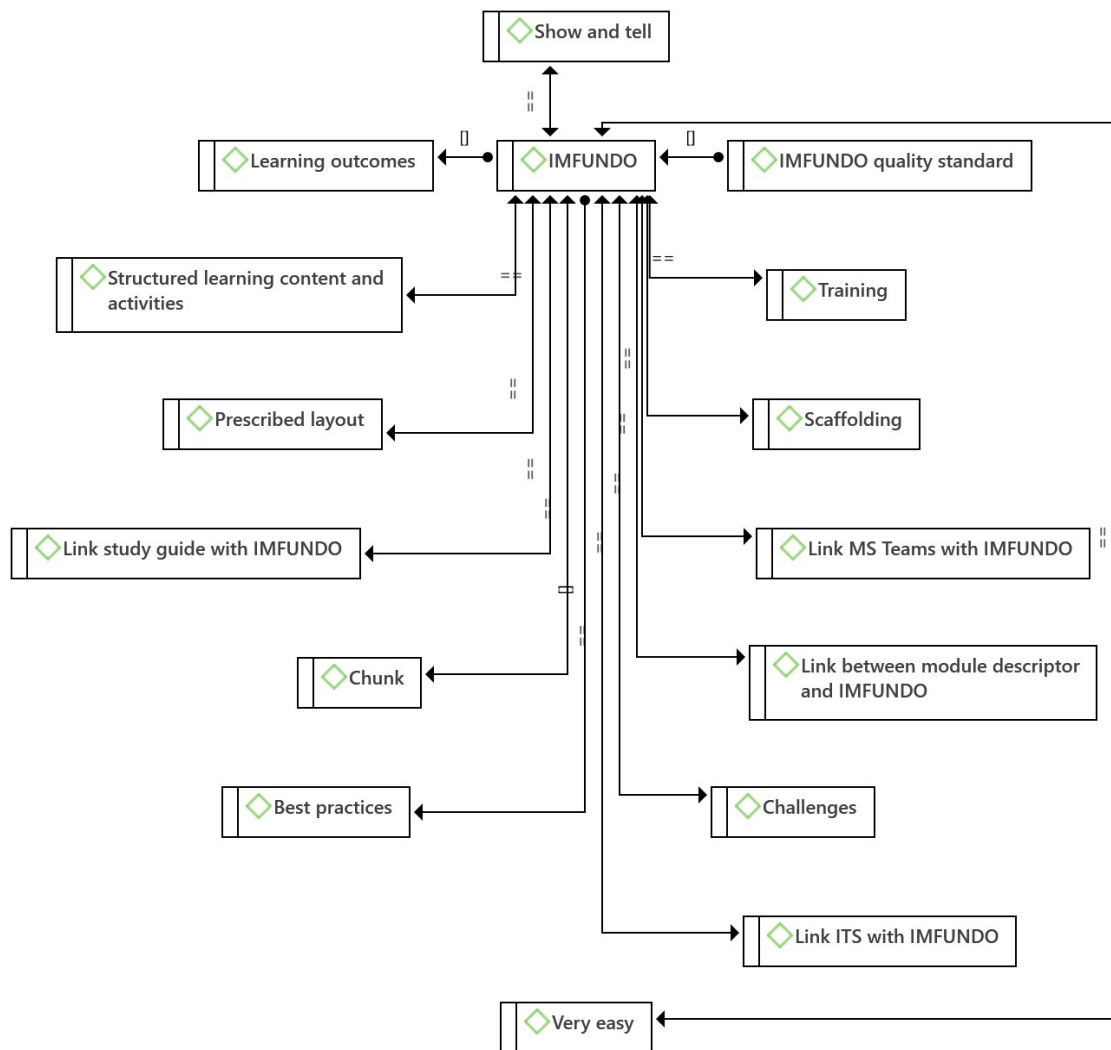 Show and tell
[]
[]
Learning outcomes
IMFUNDO
IMFUNDO quality standard
==
==
==
Structured learning content and
activities
Training
==
==
Prescribed layout
Scaffolding
==
==
==
==
Link study guide with IMFUNDO
Link MS Teams with IMFUNDO
==
==
[]
==
Chunk
Link between module descriptor
and IMFUNDO
Best practices
Challenges
Link ITS with IMFUNDO
Very easy